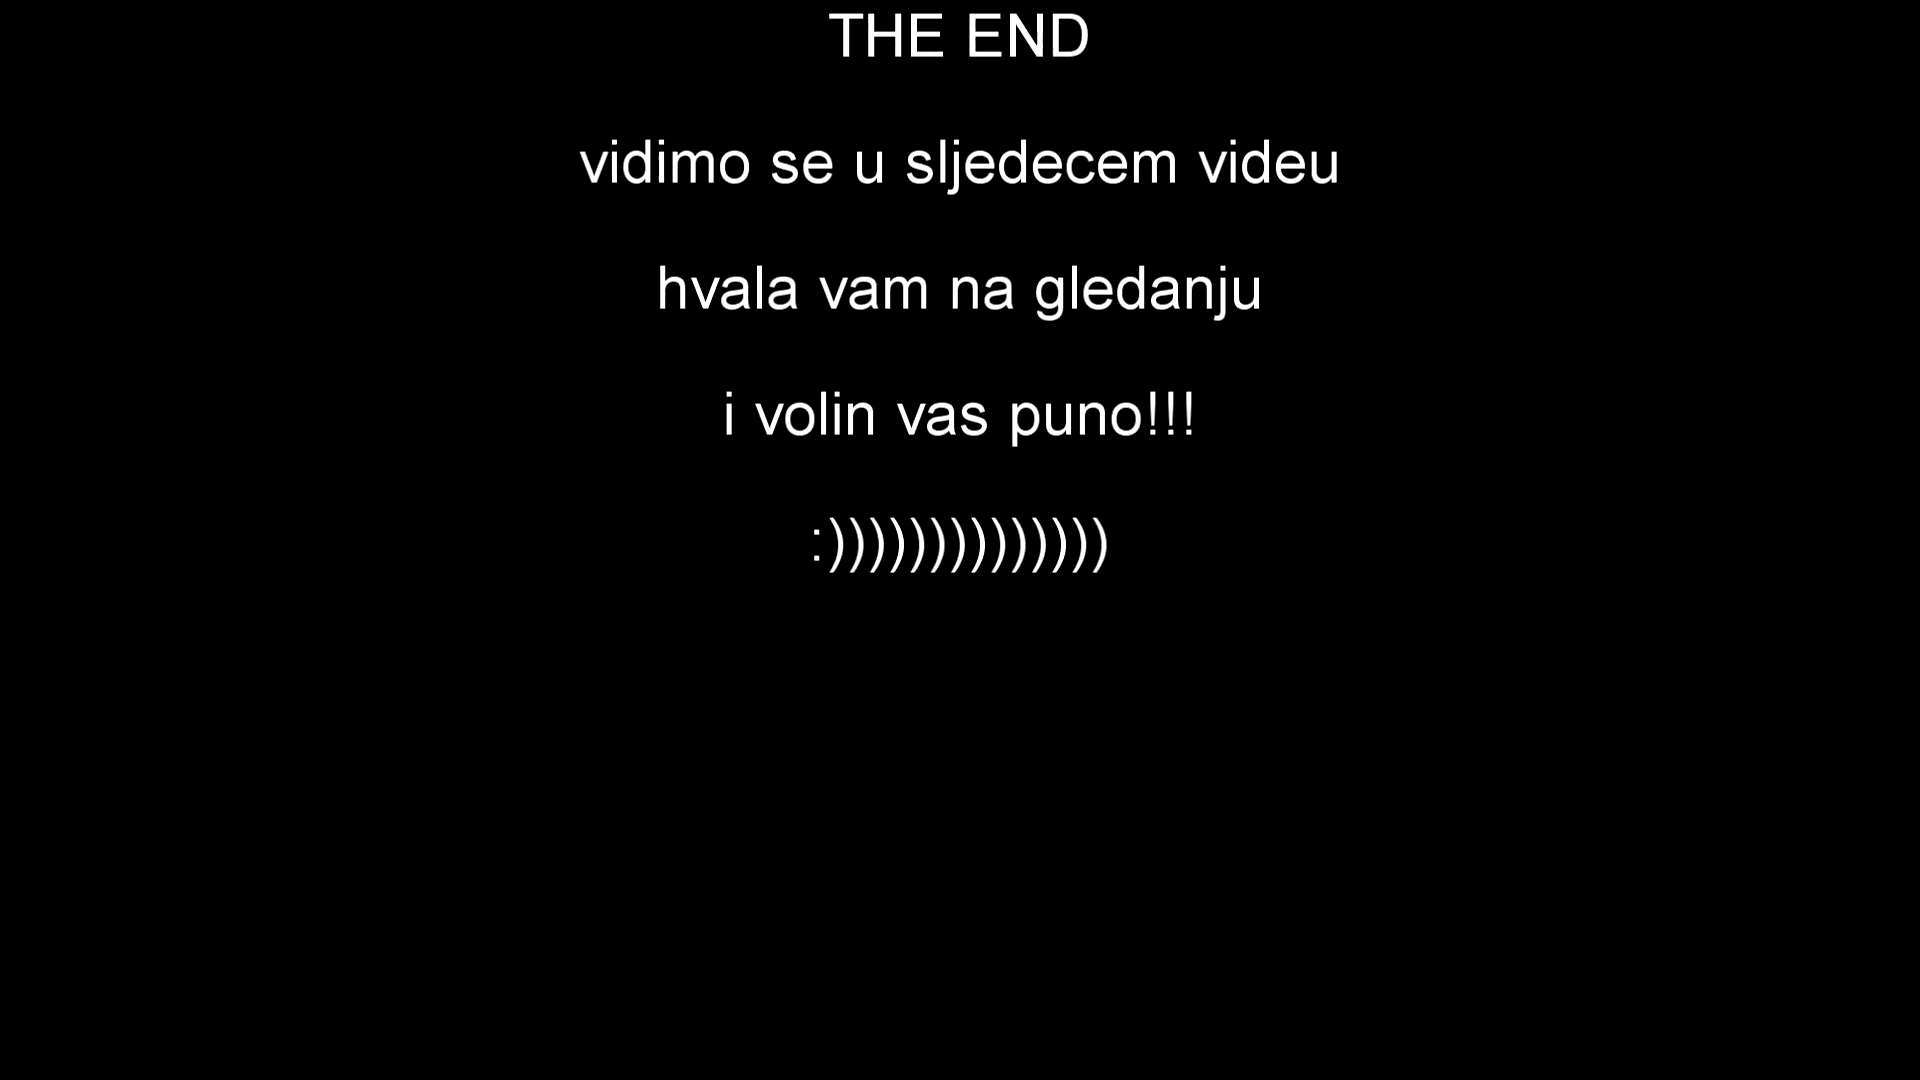 THE END
vidimo se u sljedecem videu
hvala vam na gledanju
i volin vas puno!!!
:))))))))))))))